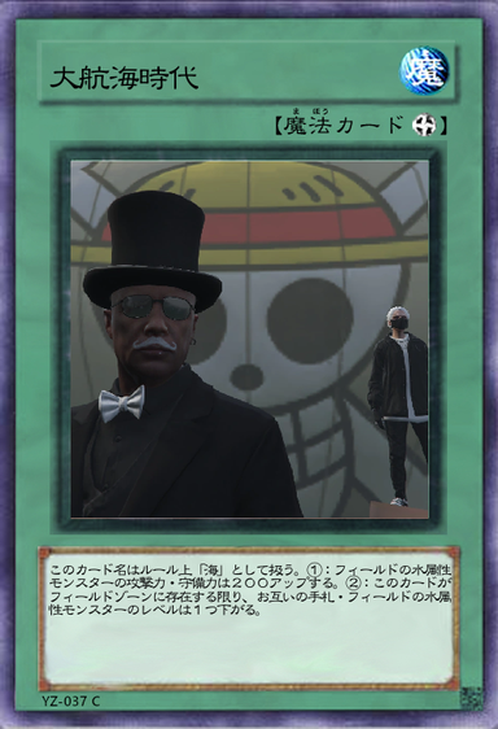 大航海時代
魔
【魔法カード】
まほう
このカード名はルール上「海」として扱う。①：フィールドの水属性
モンスターの攻撃力・守備力は２００アップする。②：このカードが
フィールドゾーンに存在する限り、お互いの手札・フィールドの水属
性モンスターのレベルは１つ下がる。
YZ-037 C